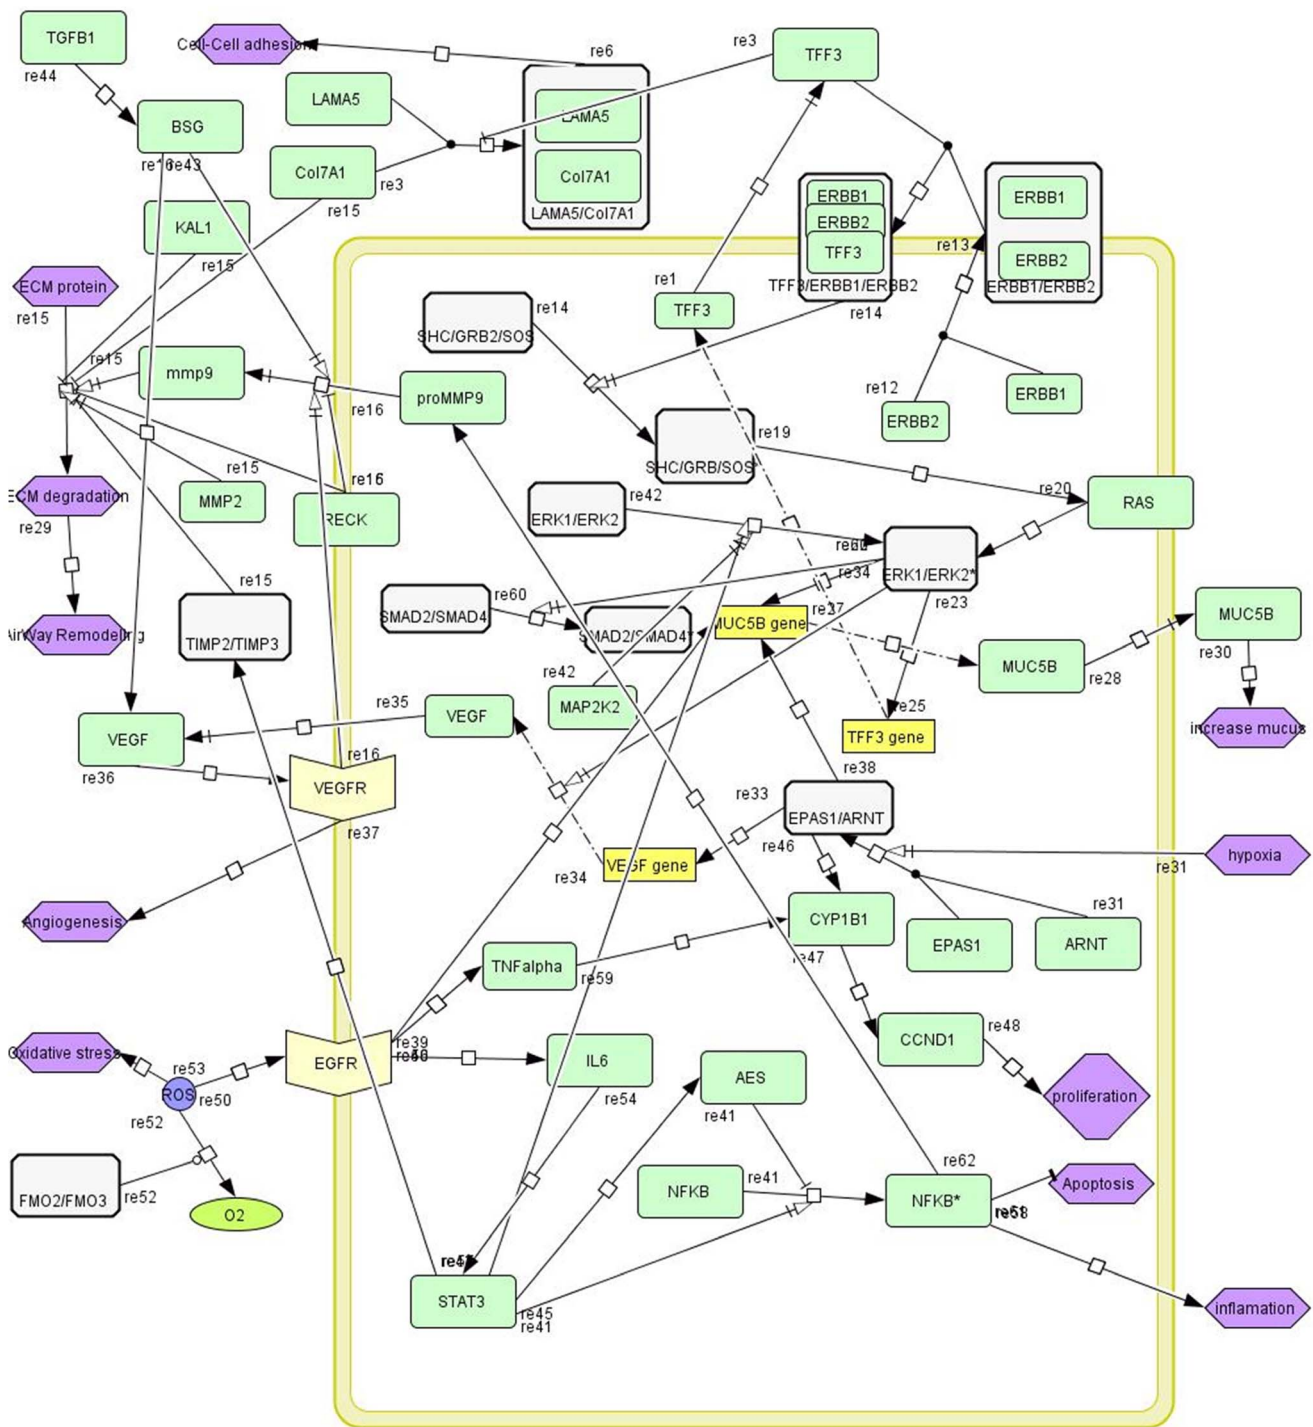 TGFB1
Cell-Cell adhesion
re6
re3
TFF3
re44
LAMA5
LAMA5
BSG
re16
re43
Col7A1
re3
Col7A1
LAMA5/Col7A1
ERBB1
ERBB2
TFF3
TFF3/ERBB1/ERBB2
ERBB1
ERBB2
ERBB1/ERBB2
re13
re15
KAL1
re15
ECM protein
re15
re1
TFF3
re14
SHC/GRB2/SOS
re14
re15
mmp9
re16
proMMP9
re12
ERBB2
ERBB1
SHC/GRB/SOS
re19
ECM degradation
re29
re15
MMP2
re16
RECK
ERK1/ERK2
re42
re20
RAS
ERK1/ERK2*
re34
re23
re15
TIMP2/TIMP3
SMAD2/SMAD4
re60
SMAD2/SMAD4*
re27
MUC5B gene
AirWay Remodeling
MUC5B
re28
MUC5B
re30
increase mucus
re42
MAP2K2
re35
VEGF
VEGF
re36
re25
TFF3 gene
re16
VEGFR
re37
re38
re33
EPAS1/ARNT
re46
hypoxia
re31
re34
VEGF gene
Angiogenesis
CYP1B1
re47
re31
EPAS1
ARNT
TNFalpha
re59
Oxidative stress
re53
ROS
re50
re52
EGFR
re39
IL6
re54
AES
re41
CCND1
re48
proliferation
FMO2/FMO3
re52
O2
NFKB
re41
re62
NFKB*
Apoptosis
STAT3
re45
re41
inflamation